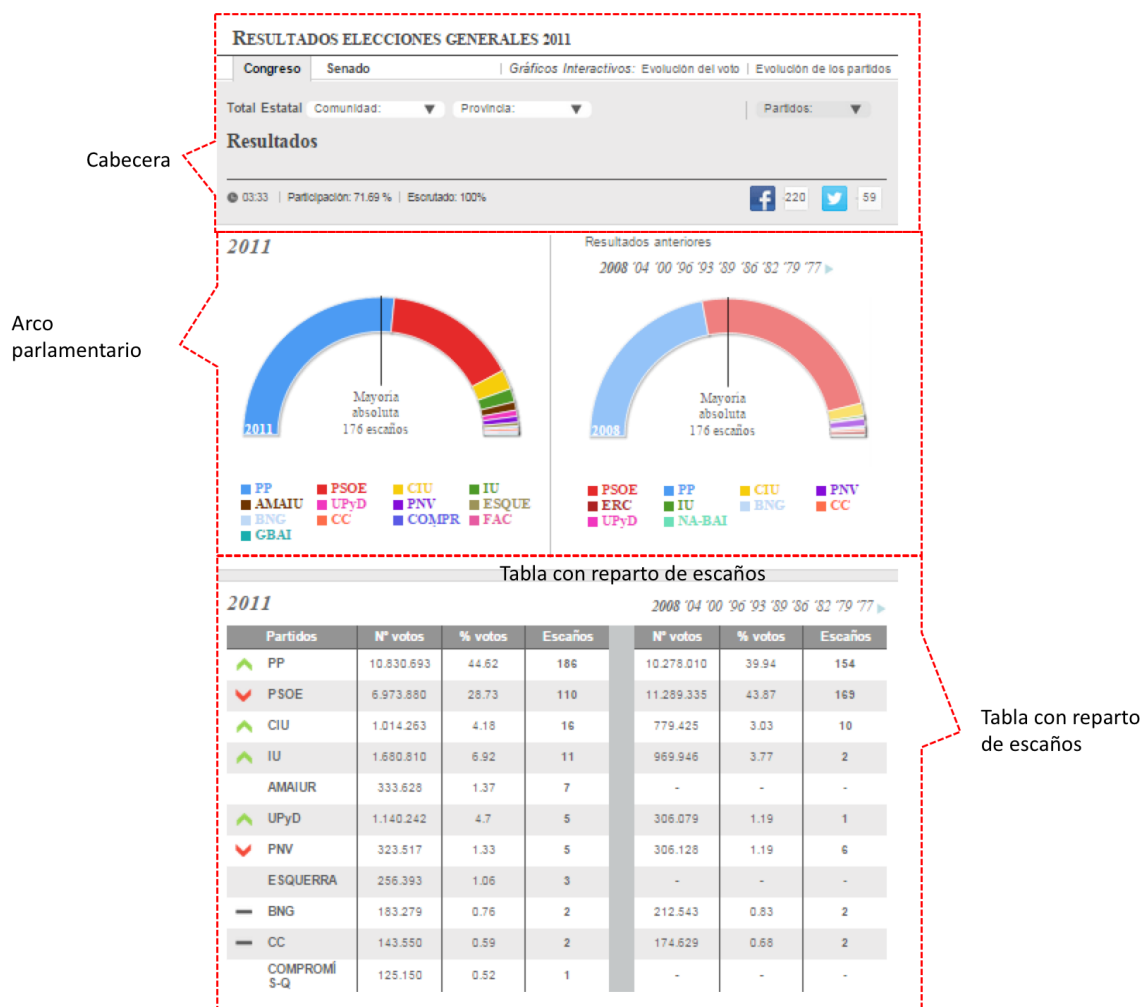 RESULTADOS ELECCIONES GENERALES 2011
Congreso Senado | Gráficos Interactivos: Evolución del voto | Evolución de los partidos
Total Estatal Comunidad: Provincia: Partidos:
Resultados
Cabecera
03:33 | Participación: 71.69 % | Escrutado: 100% 220 59
2011
Resultados anteriores
2008 '04 '00 '96 '93 '89 '86 '82 '79 '77
Arco
parlamentario
Mayoría
absoluta
176 escaños
2011
Mayoría
absoluta
176 escaños
2008
PP PSOE CIU IU
AMAIU UPyD PNV ESQUE
BNG CC COMPR FAC
GBAI
PSOE PP CIU PNV
ERC IU BNG CC
UPyD NA-BAI
Tabla con reparto de escaños
2011 2008 '04 '00 '96 '93 '89 '86 '82 '79 '77
Partidos Nº votos % votos Escaños Nº votos % votos Escaños
PP 10.830.693 44.62 186 10.278.010 39.94 154
PSOE 6.973.880 28.73 110 11.289.335 43.87 169
CIU 1.014.263 4.18 16 779.425 3.03 10
IU 1.680.810 6.92 11 969.946 3.77 2
AMAIUR 333.628 1.37 7 - - -
UPyD 1.140.242 4.7 5 306.079 1.19 1
PNV 323.517 1.33 5 306.128 1.19 6
ESQUERRA 256.393 1.06 3 - - -
BNG 183.279 0.76 2 212.543 0.83 2
CC 143.550 0.59 2 174.629 0.68 2
COMPROMÍ
S-Q 125.150 0.52 1 - - -
Tabla con reparto
de escaños